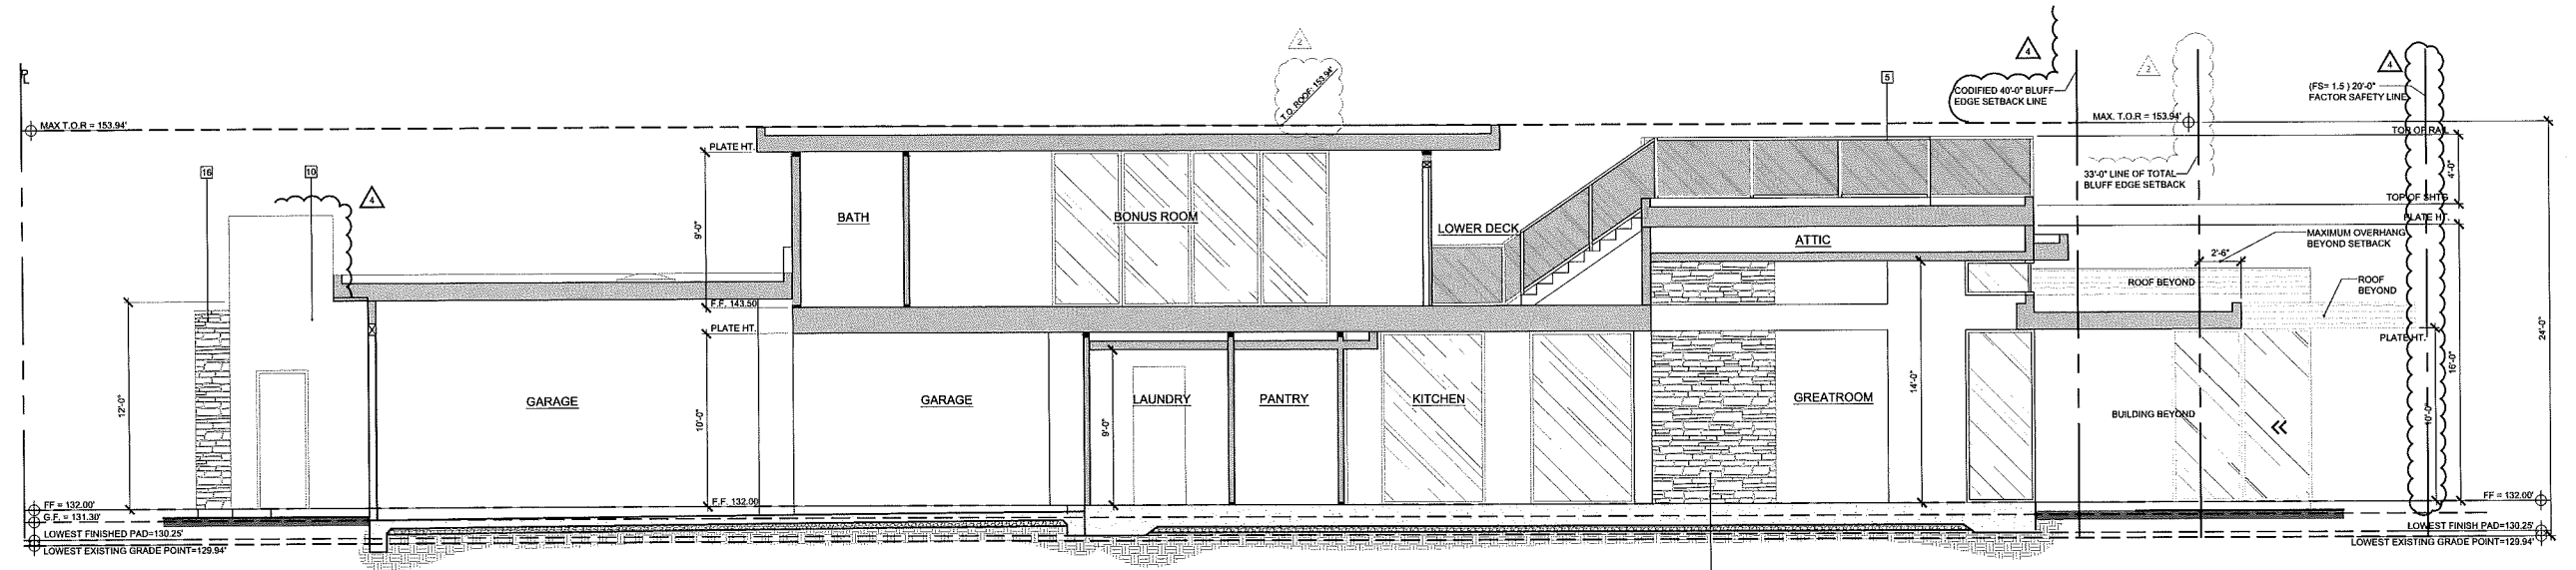 2
4
4
2
T.O. ROOF: 153.94'
5
CODIFIED 40'-0" BLUFF
EDGE SETBACK LINE
(FS= 1.5 ) 20'-0"
FACTOR SAFETY LINE
MAX T.O.R = 153.94'
MAX. T.O.R = 153.94'
TOP OF RAIL
PLATE HT.
16
10
4
33'-0" LINE OF TOTAL
BLUFF EDGE SETBACK
4'-0"
TOP OF SHTG
PLATE HT.
BATH
BONUS ROOM
9'-0"
LOWER DECK
ATTIC
MAXIMUM OVERHANG
BEYOND SETBACK
2'-6"
ROOF BEYOND
ROOF
BEYOND
F.F. 143.50
PLATE HT.
PLATE HT.
24'-0"
16'-0"
12'-0"
GARAGE
10'-0"
GARAGE
9'-0"
LAUNDRY
PANTRY
KITCHEN
GREATROOM
14'-0"
BUILDING BEYOND
10'-0"
FF = 132.00'
F.F. 132.00
FF = 132.00'
G.F. = 131.30'
LOWEST FINISHED PAD=130.25'
LOWEST FINISH PAD=130.25'
LOWEST EXISTING GRADE POINT=129.94'
LOWEST EXISTING GRADE POINT=129.94'